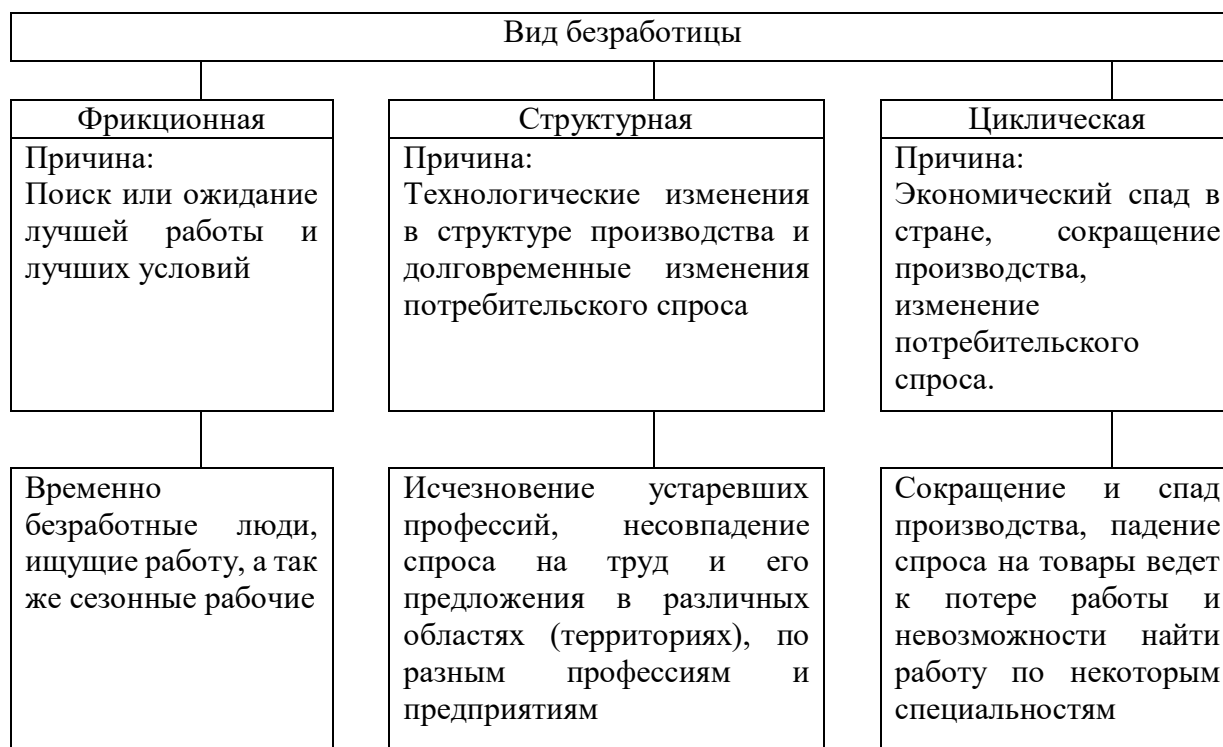 Вид безработицы
Фрикционная
Причина:
Поиск или ожидание
лучшей работы и
лучших условий
Структурная
Причина:
Технологические изменения
в структуре производства и
долговременные изменения
потребительского спроса
Циклическая
Причина:
Экономический спад в
стране, сокращение
производства,
изменение
потребительского
спроса.
Временно
безработные люди,
ищущие работу, а так
же сезонные рабочие
Исчезновение устаревших
профессий, несовпадение
спроса на труд и его
предложения в различных
областях (территориях), по
разным профессиям и
предприятиям
Сокращение и спад
производства, падение
спроса на товары ведет
к потере работы и
невозможности найти
работу по некоторым
специальностям